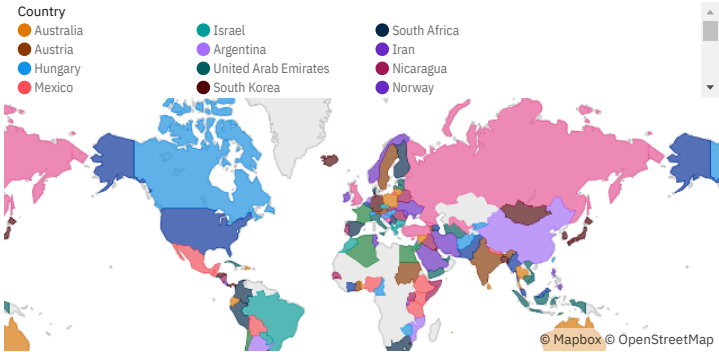 Country
Australia Israel South Africa
Austria Argentina Iran
Hungary United Arab Emirates Nicaragua
Mexico South Korea Norway
© Mapbox © OpenStreetMap